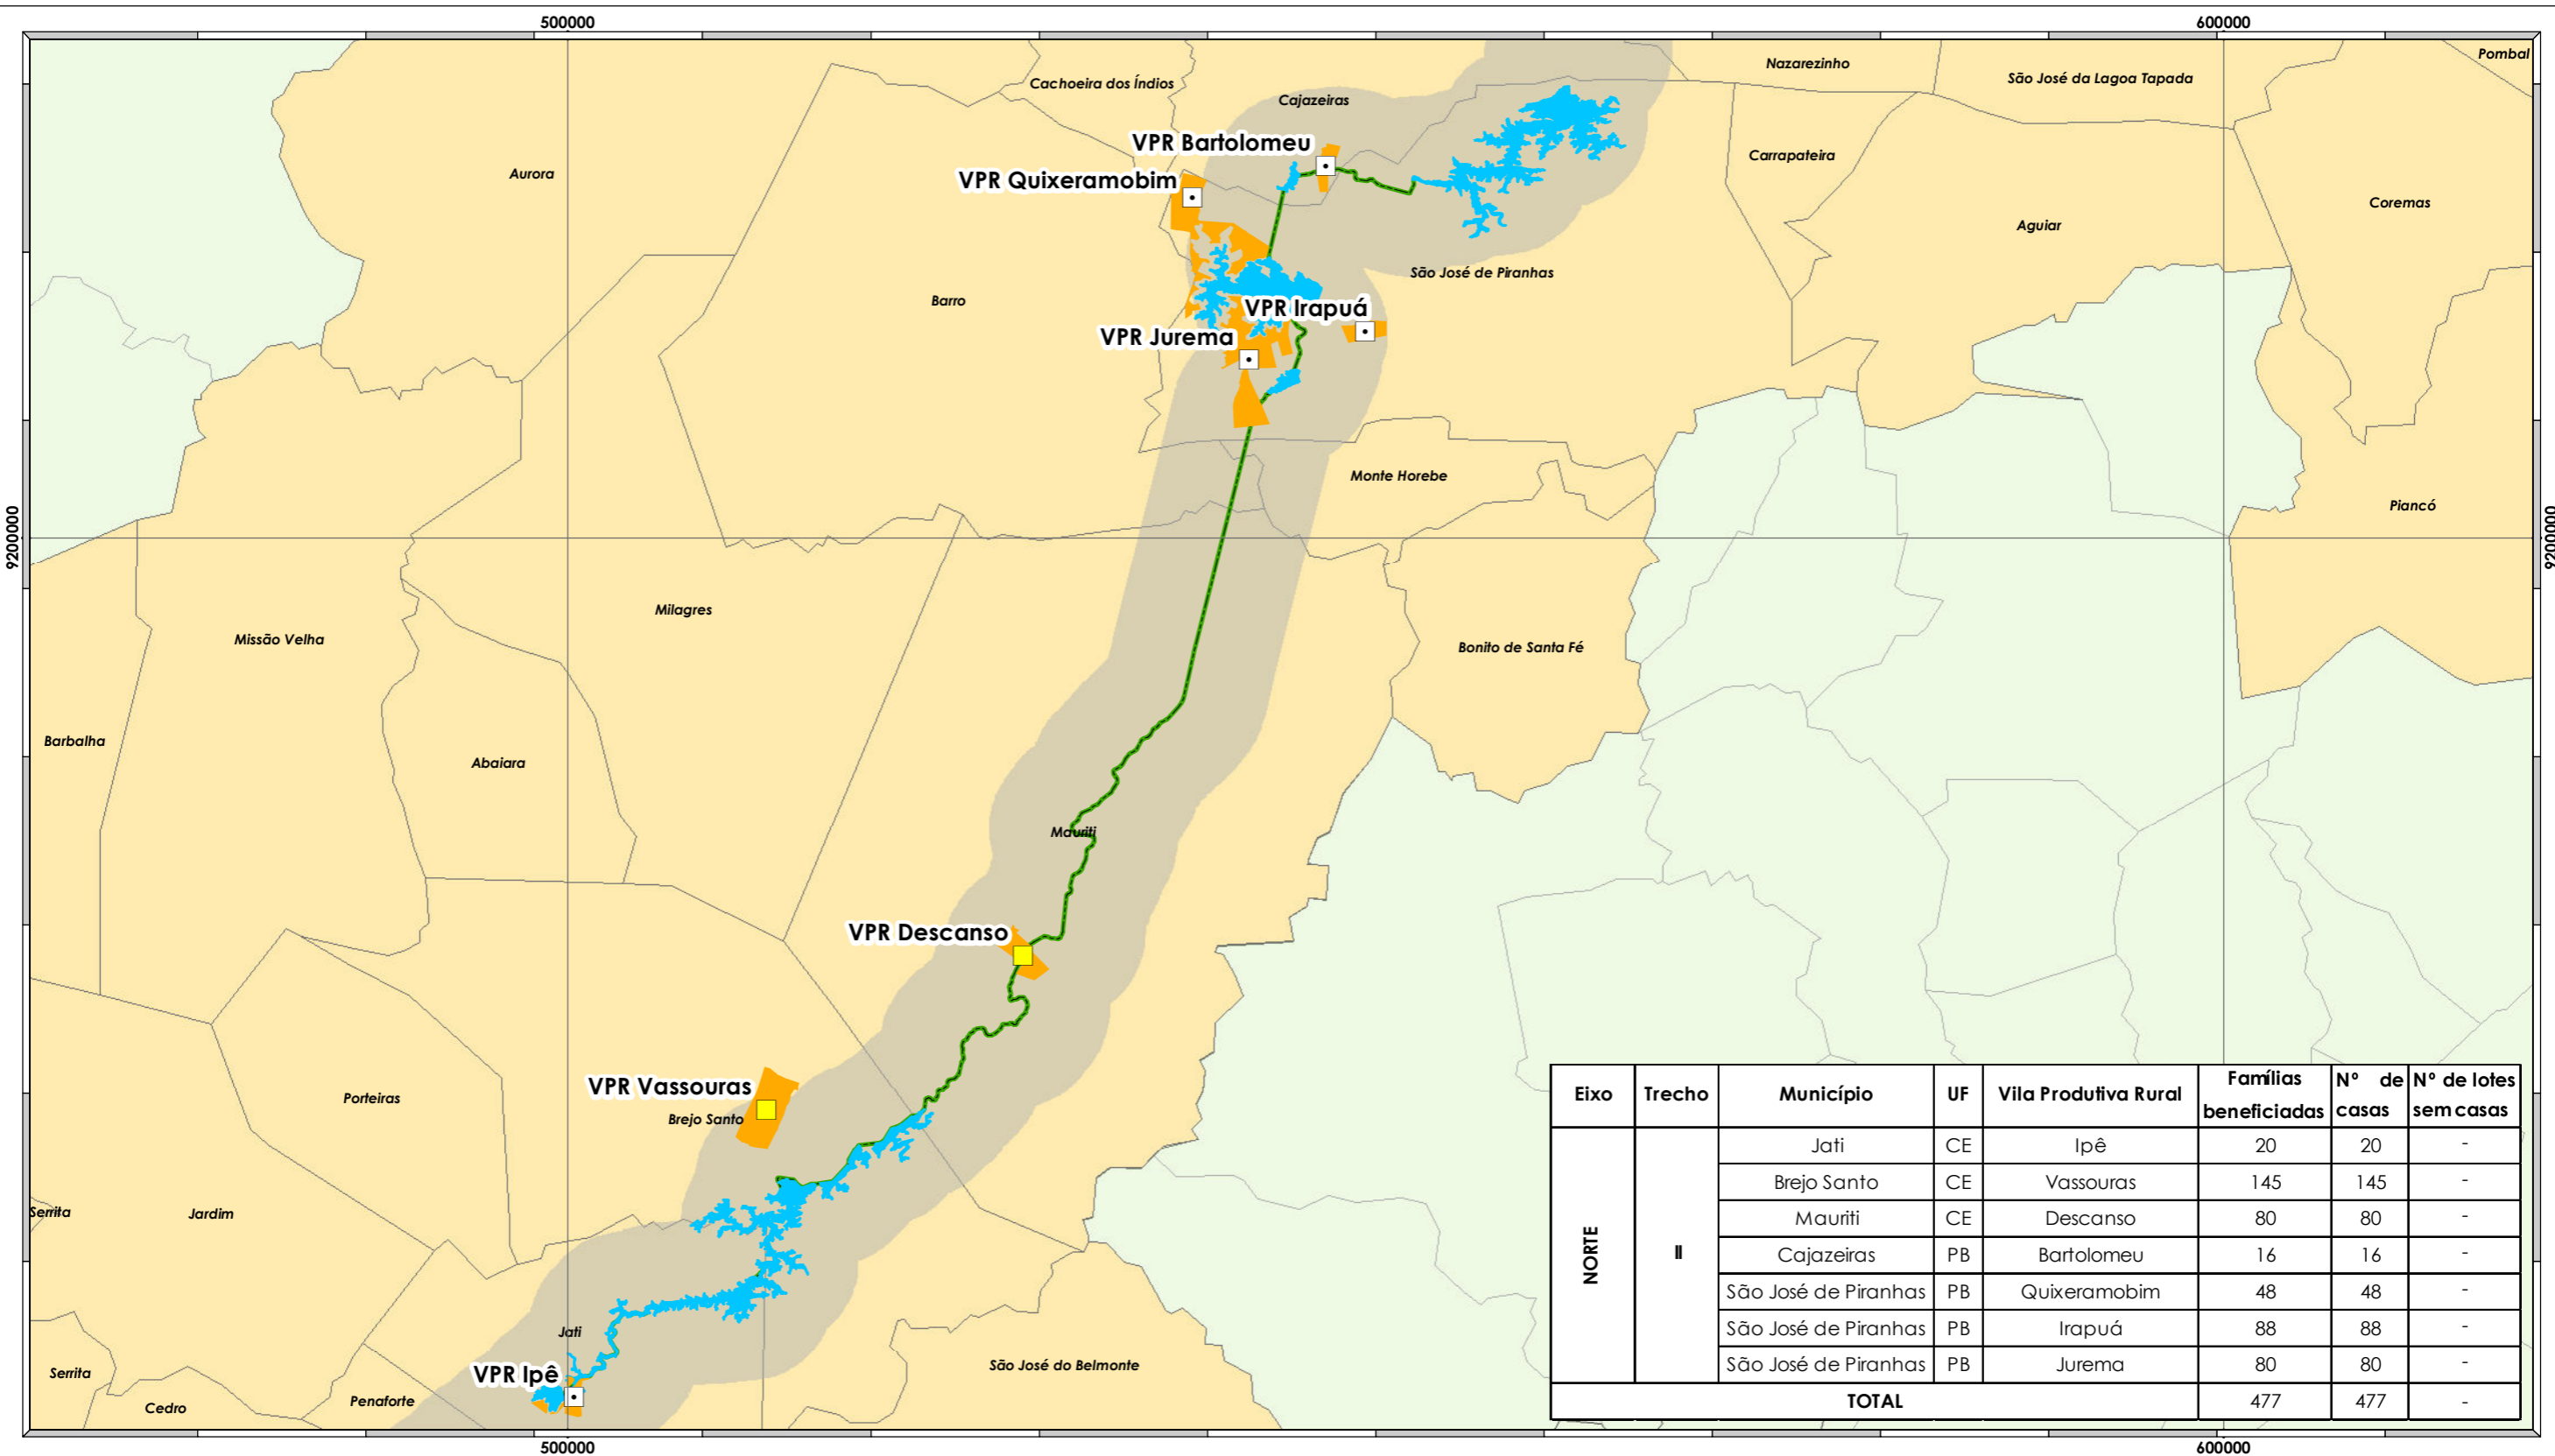 500000
600000
Pombal
Nazarezinho
São José da Lagoa Tapada
Cachoeira dos Índios
Cajazeiras
VPR Bartolomeu
Carrapateira
Aurora
VPR Quixeramobim
Coremas
Aguiar
São José de Piranhas
Barro
VPR Irapuá
VPR Jurema
Monte Horebe
Piancó
9200000
9200000
Milagres
Missão Velha
Bonito de Santa Fé
Barbalha
Abaiara
Mauriti
VPR Descanso
VPR Vassouras
Porteiras
Brejo Santo
Serrita
Jardim
Jati
São José do Belmonte
VPR Ipê
Serrita
Penaforte
Cedro
Eixo Trecho Município UF Vila Produtiva Rural Famílias beneficiadas Nº de casas Nº de lotes sem casas
NORTE II
Jati CE Ipê 20 20 -
Brejo Santo CE Vassouras 145 145 -
Mauriti CE Descanso 80 80 -
Cajazeiras PB Bartolomeu 16 16 -
São José de Piranhas PB Quixeramobim 48 48 -
São José de Piranhas PB Irapuá 88 88 -
São José de Piranhas PB Jurema 80 80 -
TOTAL 477 477 -
500000
600000